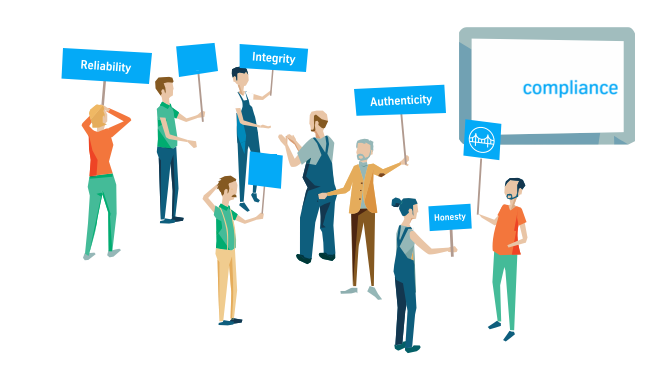 Reliability
Integrity
compliance
Authenticity
Honesty